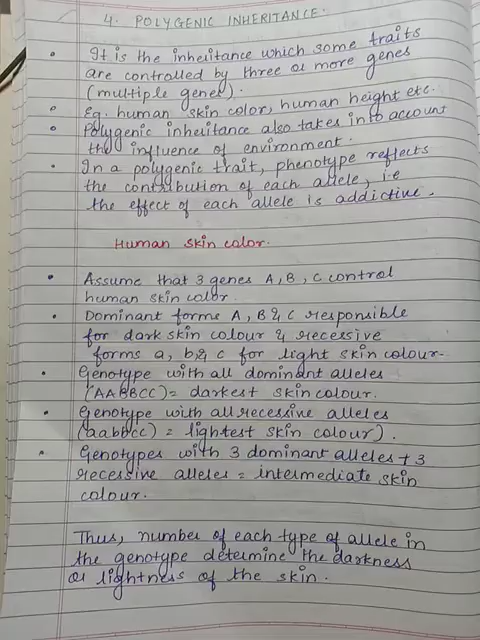 4. POLYGENIC INHERITANCE.
• It is the inheritance which some traits
are controlled by three or more genes
(multiple genes).
• Eg. human skin color, human height etc.
• Polygenic inheritance also takes into account
the influence of environment.
• In a polygenic trait, phenotype reflects
the contribution of each allele, i.e
the effect of each allele is addictive.
Human skin color.
• Assume that 3 genes A, B, C control
human skin color.
• Dominant forms A, B & C responsible
for dark skin colour & recessive
forms a, b & c for light skin colour.
• Genotype with all dominant alleles
(AABBCC) = darkest skin colour.
• Genotype with all recessive alleles
(aabbcc) = lightest skin colour).
• Genotypes with 3 dominant alleles + 3
recessive alleles = intermediate skin
colour.
Thus, number of each type of allele in
the genotype determine the darkness
or lightness of the skin.